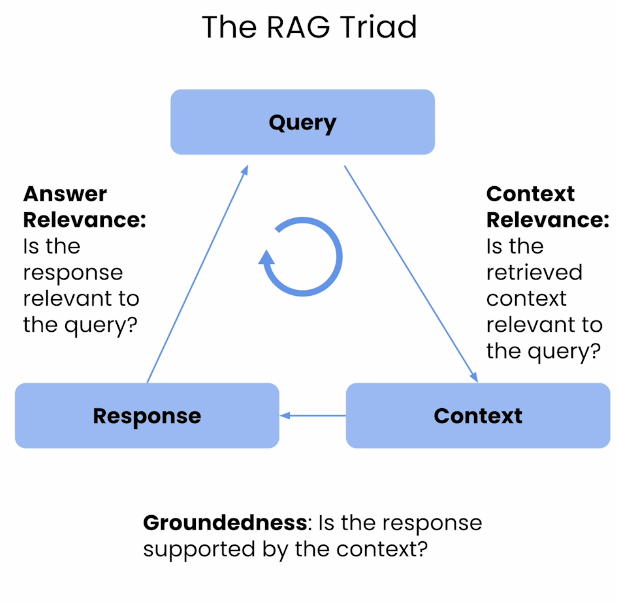 The RAG Triad
Query
Answer
Relevance:
Is the
response
relevant to
the query?
Context
Relevance:
Is the
retrieved
context
relevant to
the query?
Response
Context
Groundedness: Is the response
supported by the context?